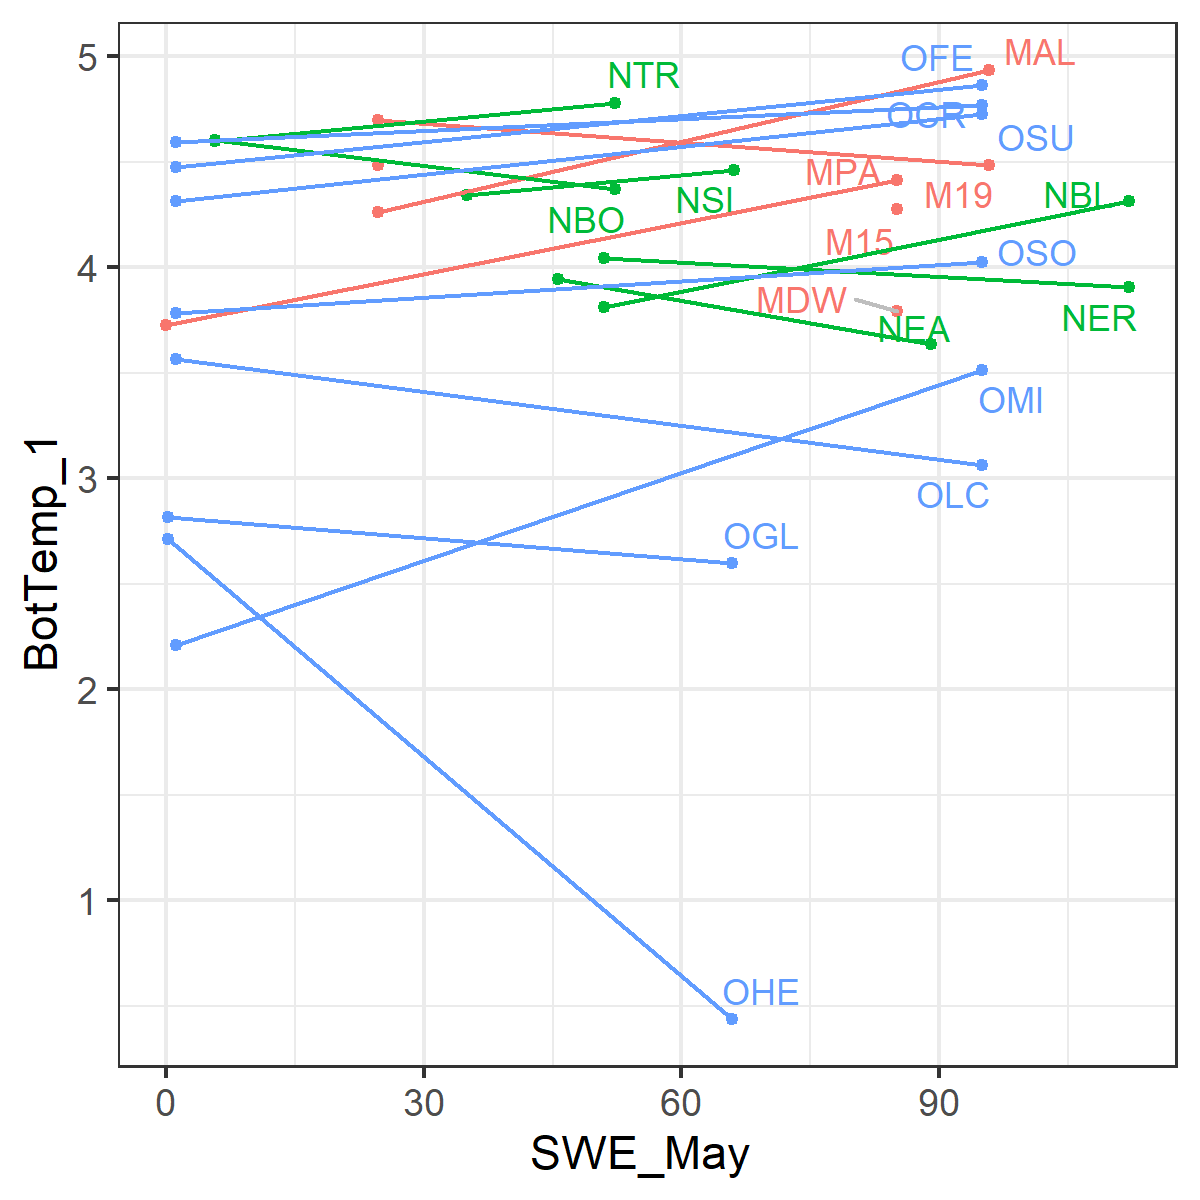 5
4
3
2
1
0
30
60
90
BotTemp_1
SWE_May
MAL
OFE
NTR
OCR
OSU
MPA
M19
NBI
NSI
NBO
M15
OSO
MDW
NER
NEA
OMI
OLC
OGL
OHE